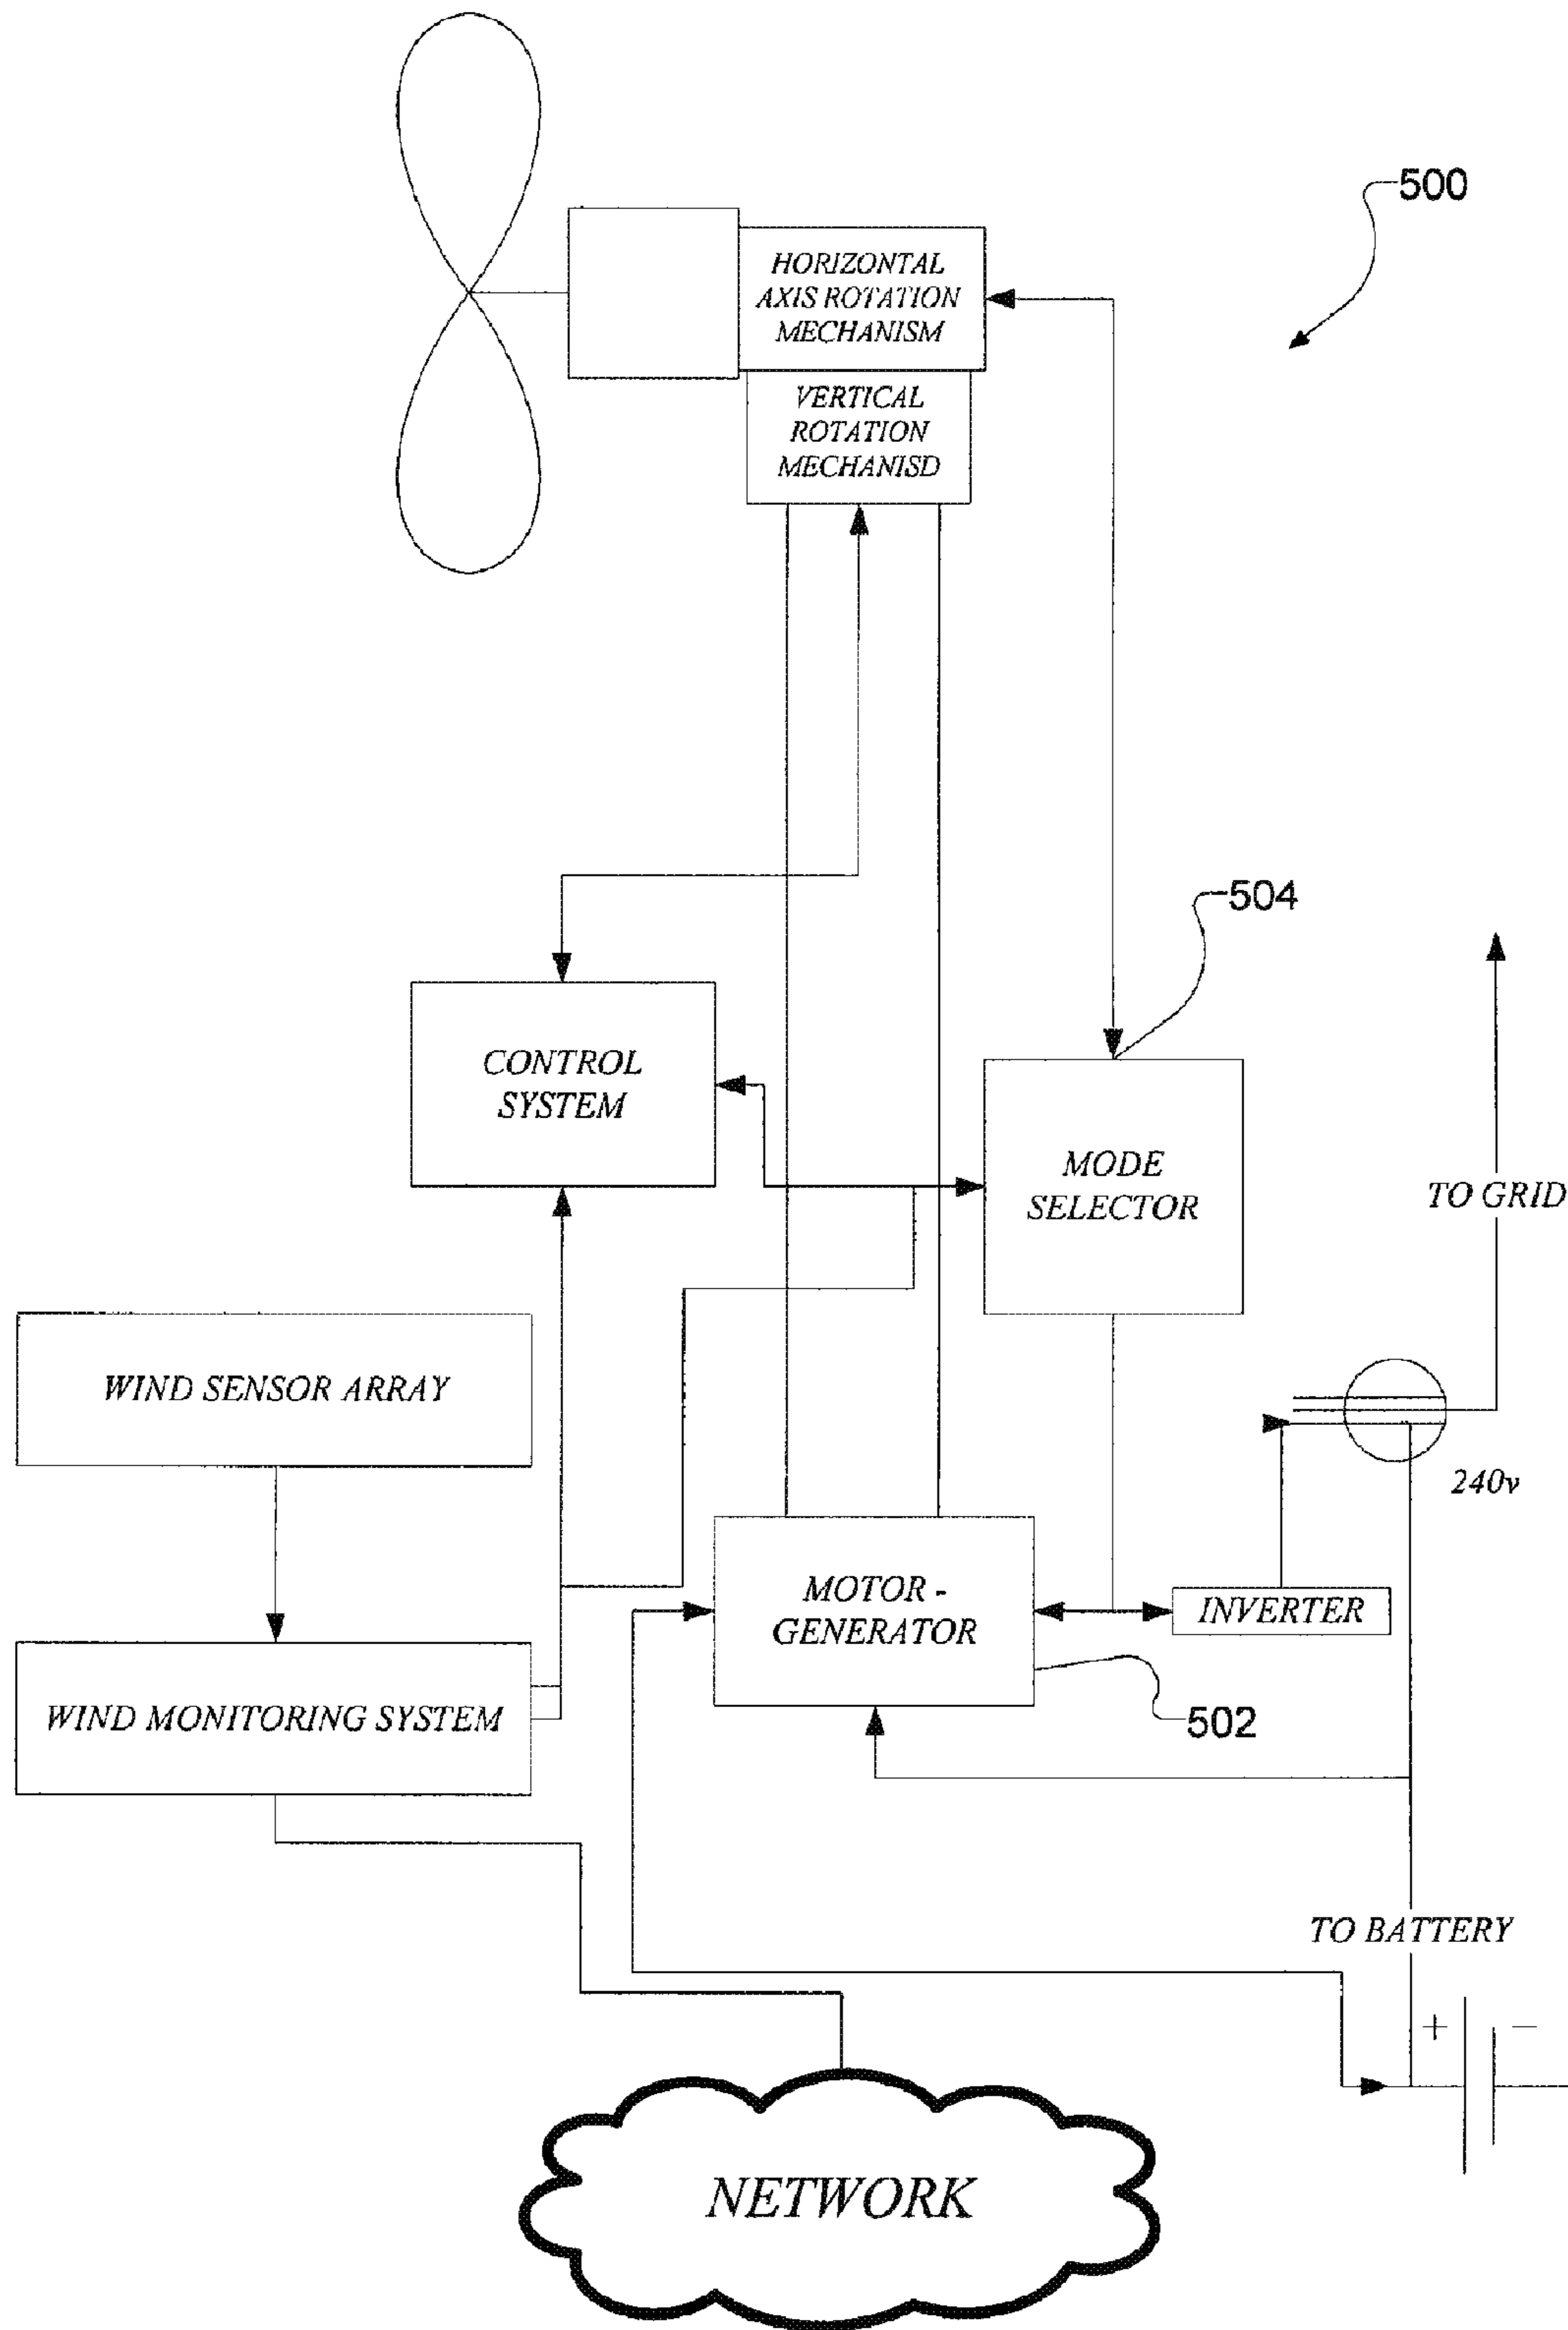 500
HORIZONTAL
AXIS ROTATION
MECHANISM
VERTICAL
ROTATION
MECHANISD
504
CONTROL
SYSTEM
MODE
SELECTOR
TO GRID
WIND SENSOR ARRAY
240v
MOTOR -
GENERATOR
INVERTER
WIND MONITORING SYSTEM
502
TO BATTERY
+ −
NETWORK